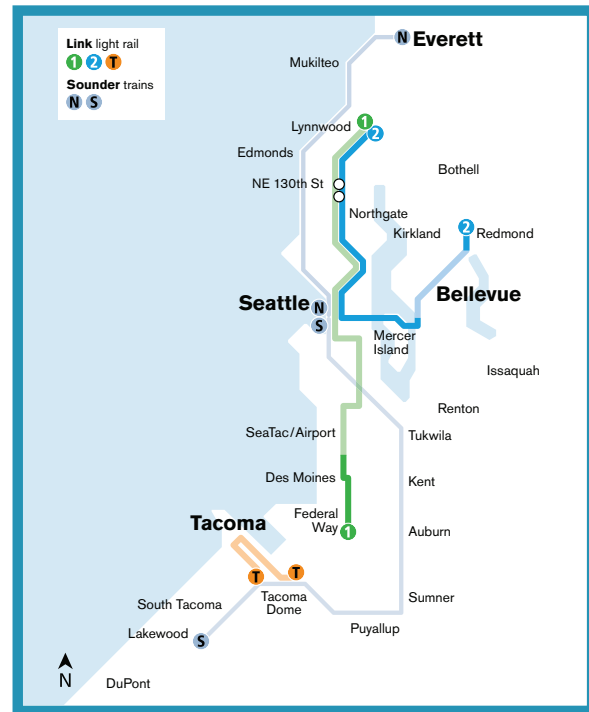 Link light rail
1 2 T
Sounder trains
N S
N Everett
Mukilteo
Lynnwood 1
2
Edmonds
Bothell
NE 130th St
Northgate
Kirkland
2 Redmond
Seattle N
S
Bellevue
Mercer
Island
Issaquah
Renton
SeaTac/Airport
Tukwila
Des Moines
Kent
Federal
Way 1
Tacoma
Auburn
T T
South Tacoma
Tacoma
Dome
Sumner
Lakewood S
Puyallup
N
DuPont